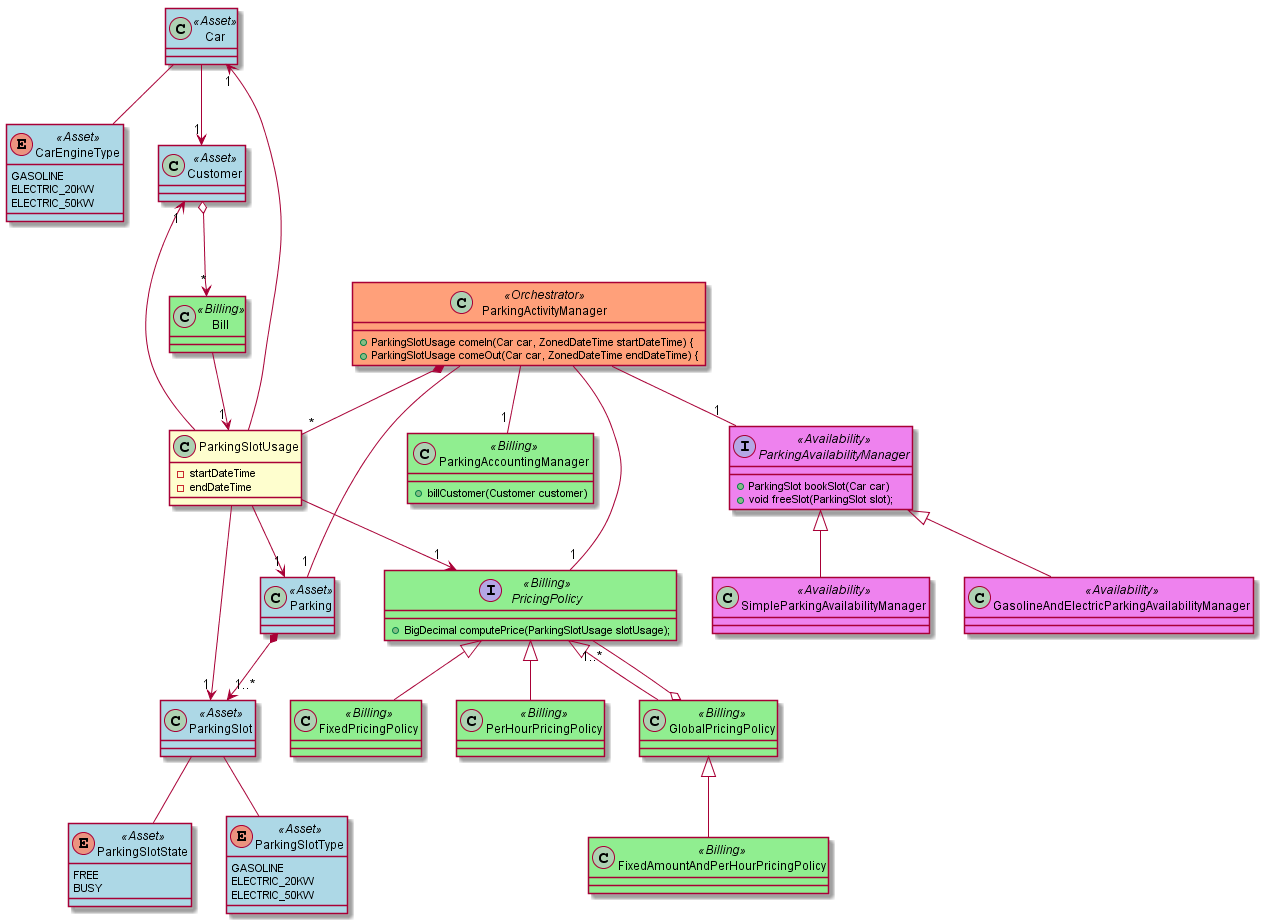 C «Asset»
Car
1
1
E «Asset»
CarEngineType
GASOLINE
ELECTRIC_20KW
ELECTRIC_50KW
C «Asset»
Customer
1
*
C «Billing»
Bill
1
C «Orchestrator»
ParkingActivityManager
ParkingSlotUsage comeIn(Car car, ZonedDateTime startDateTime) {
ParkingSlotUsage comeOut(Car car, ZonedDateTime endDateTime) {
*
1
1
C ParkingSlotUsage
startDateTime
endDateTime
C «Billing»
ParkingAccountingManager
billCustomer(Customer customer)
I «Availability»
ParkingAvailabilityManager
ParkingSlot bookSlot(Car car)
void freeSlot(ParkingSlot slot);
1
1
1
1
C «Asset»
Parking
I «Billing»
PricingPolicy
BigDecimal computePrice(ParkingSlotUsage slotUsage);
C «Availability»
SimpleParkingAvailabilityManager
C «Availability»
GasolineAndElectricParkingAvailabilityManager
1
1..*
1..*
C «Asset»
ParkingSlot
C «Billing»
FixedPricingPolicy
C «Billing»
PerHourPricingPolicy
C «Billing»
GlobalPricingPolicy
E «Asset»
ParkingSlotState
FREE
BUSY
E «Asset»
ParkingSlotType
GASOLINE
ELECTRIC_20KW
ELECTRIC_50KW
C «Billing»
FixedAmountAndPerHourPricingPolicy